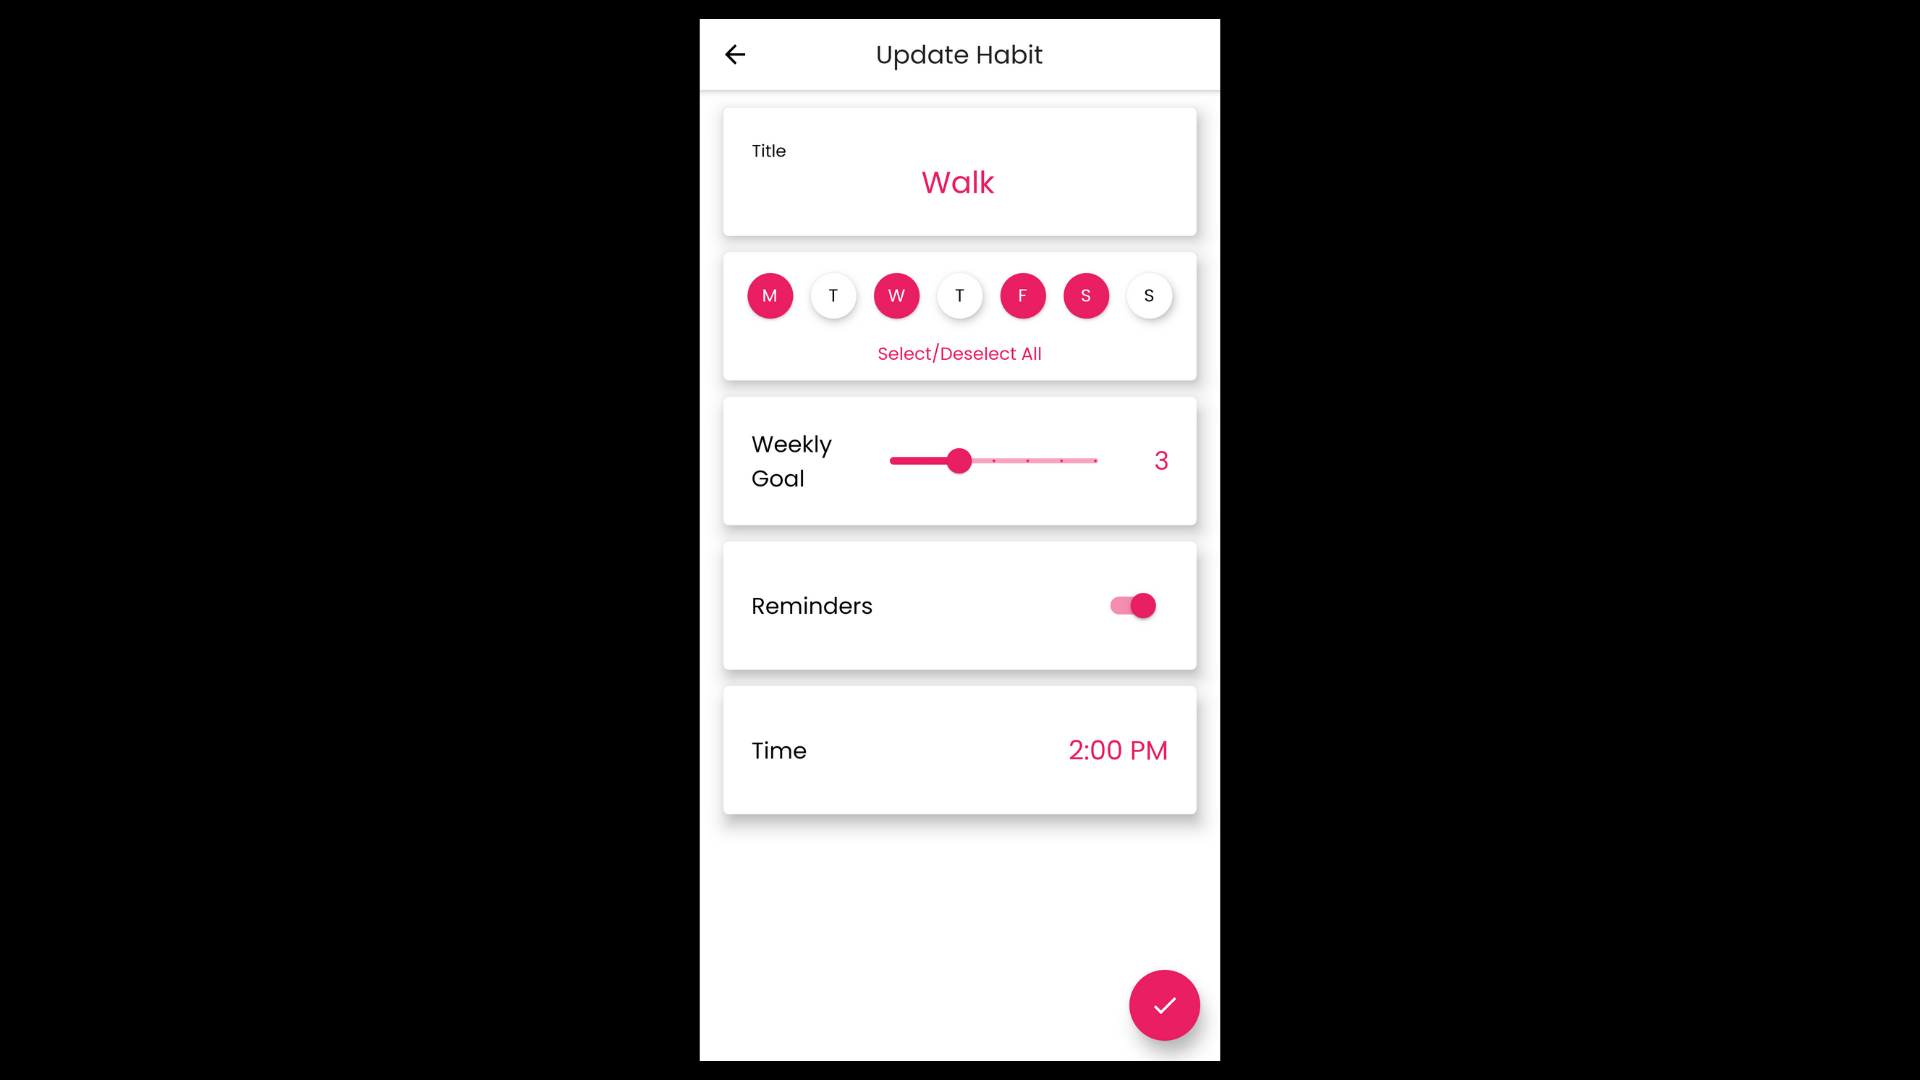 Update Habit
Title
Walk
M T W T F S S
Select/Deselect All
Weekly
Goal
3
Reminders
Time
2:00 PM